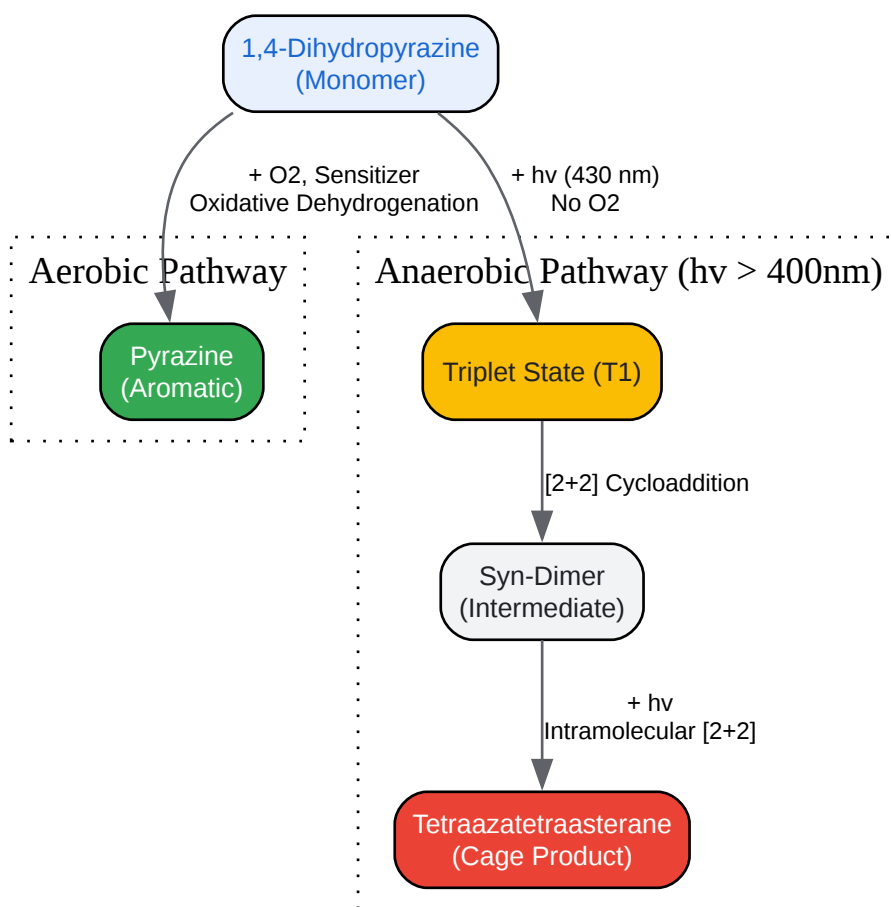 1,4-Dihydropyrazine
(Monomer)
+ O2, Sensitizer
Oxidative Dehydrogenation
+ hv (430 nm)
No O2
Aerobic Pathway
Anaerobic Pathway (hv > 400nm)
Pyrazine
(Aromatic)
Triplet State (T1)
[2+2] Cycloaddition
Syn-Dimer
(Intermediate)
+ hv
Intramolecular [2+2]
Tetraazatetraasterane
(Cage Product)